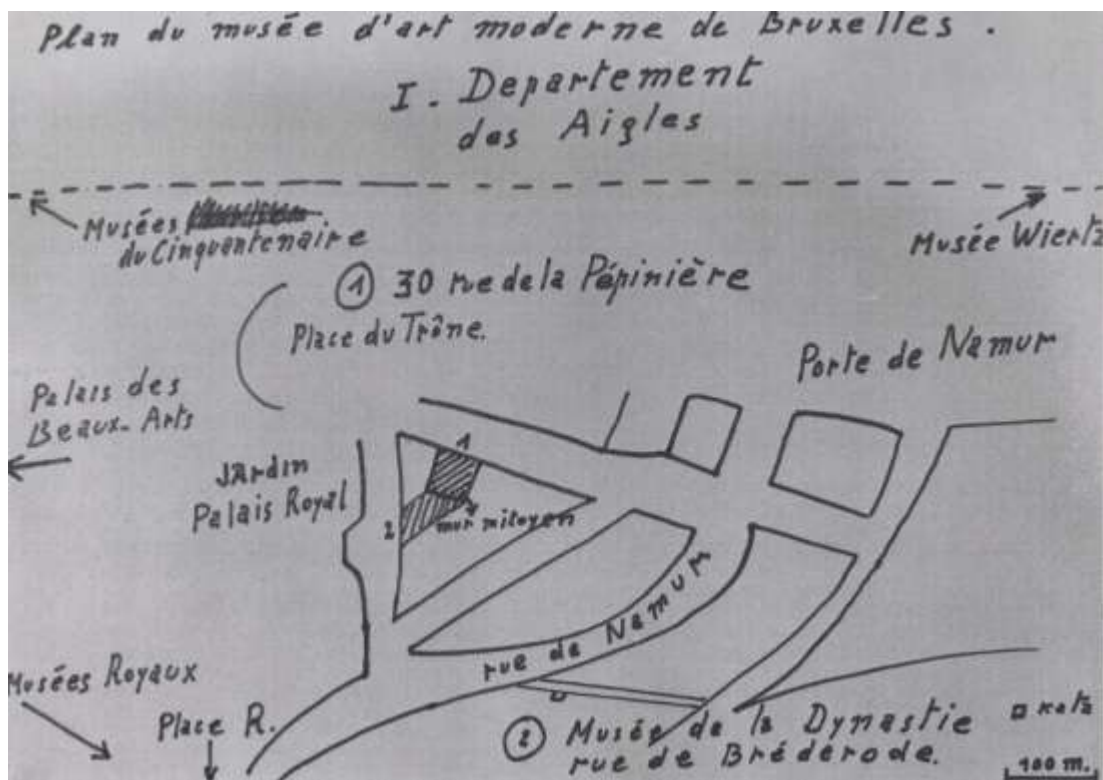 Plan du musée d'art moderne de Bruxelles.
I. Departement
des Aigles
Musées
du Cinquantenaire
Musée Wiertz
① 30 rue de la Pépinière
Place du Trône.
Porte de Namur
Palais des
Beaux-Arts
Jardin
Palais Royal
1
2
mur mitoyen
rue de Namur
Musées Royaux
Place R.
② Musée de la Dynastie
rue de Bréderode.
Katz
100 m.